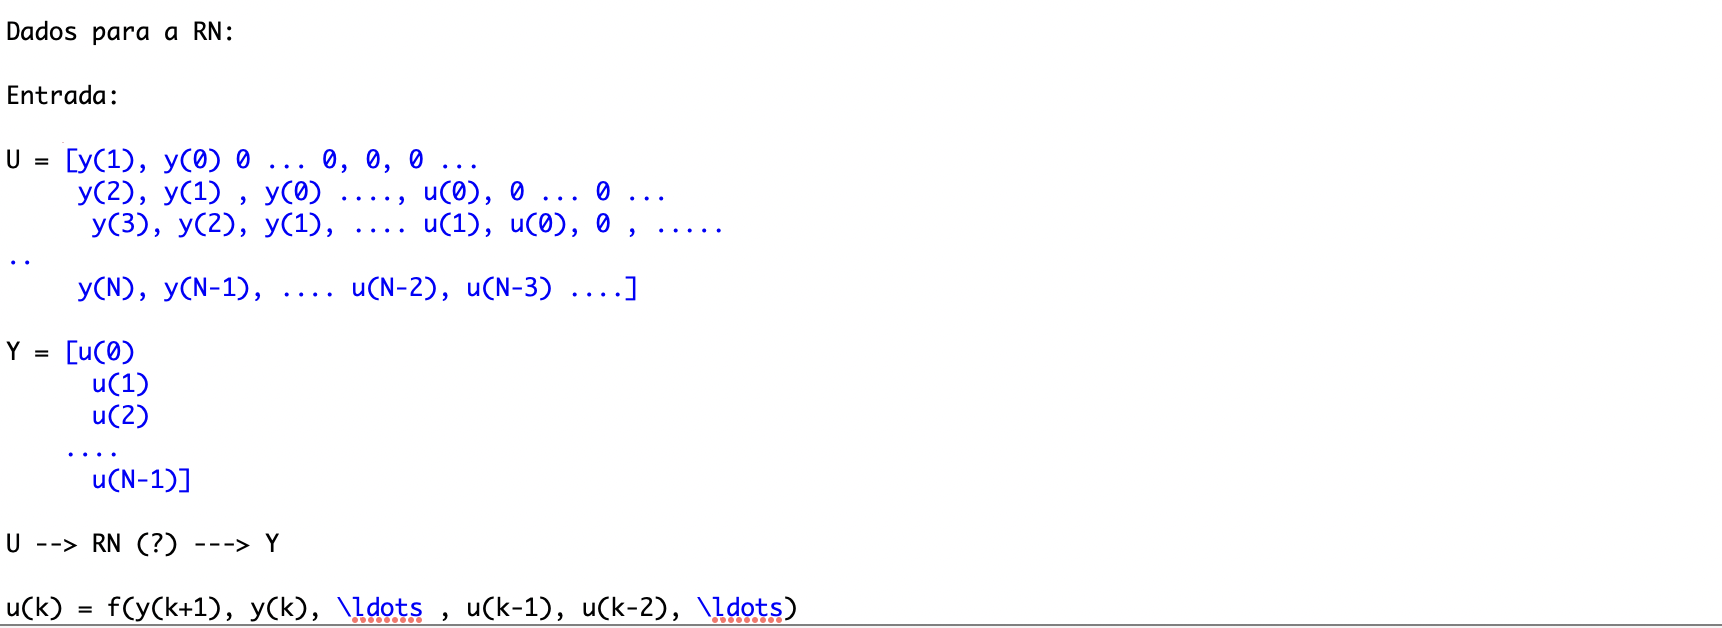 Dados para a RN:
Entrada:
U = [y(1), y(0) 0 ... 0, 0, 0 ...
y(2), y(1) , y(0) ...., u(0), 0 ... 0 ...
y(3), y(2), y(1), .... u(1), u(0), 0 , .....
..
y(N), y(N-1), .... u(N-2), u(N-3) ....]
Y = [u(0)
u(1)
u(2)
....
u(N-1)]
U --> RN (?) ---> Y
u(k) = f(y(k+1), y(k), \ldots , u(k-1), u(k-2), \ldots)